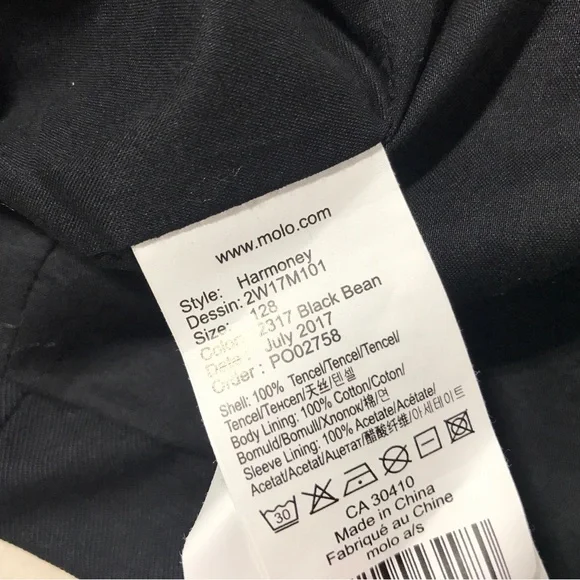 www.molo.com
Style: Harmoney
Dessin: 2W17M101
Size: 128
Color: 2317 Black Bean
Date: July 2017
Order: PO02758
Shell: 100% Tencel/Tencel/Tencel/
Tencel/Тенсел/天丝/텐셀
Body Lining: 100% Cotton/Coton/
Bomuld/Bomull/Хлопок/棉/면
Sleeve Lining: 100% Acetate/Acétate/
Acetat/Acetat/Ацетат/醋酸纤维/아세테이트
30
CA 30410
Made in China
Fabriqué au Chine
molo a/s